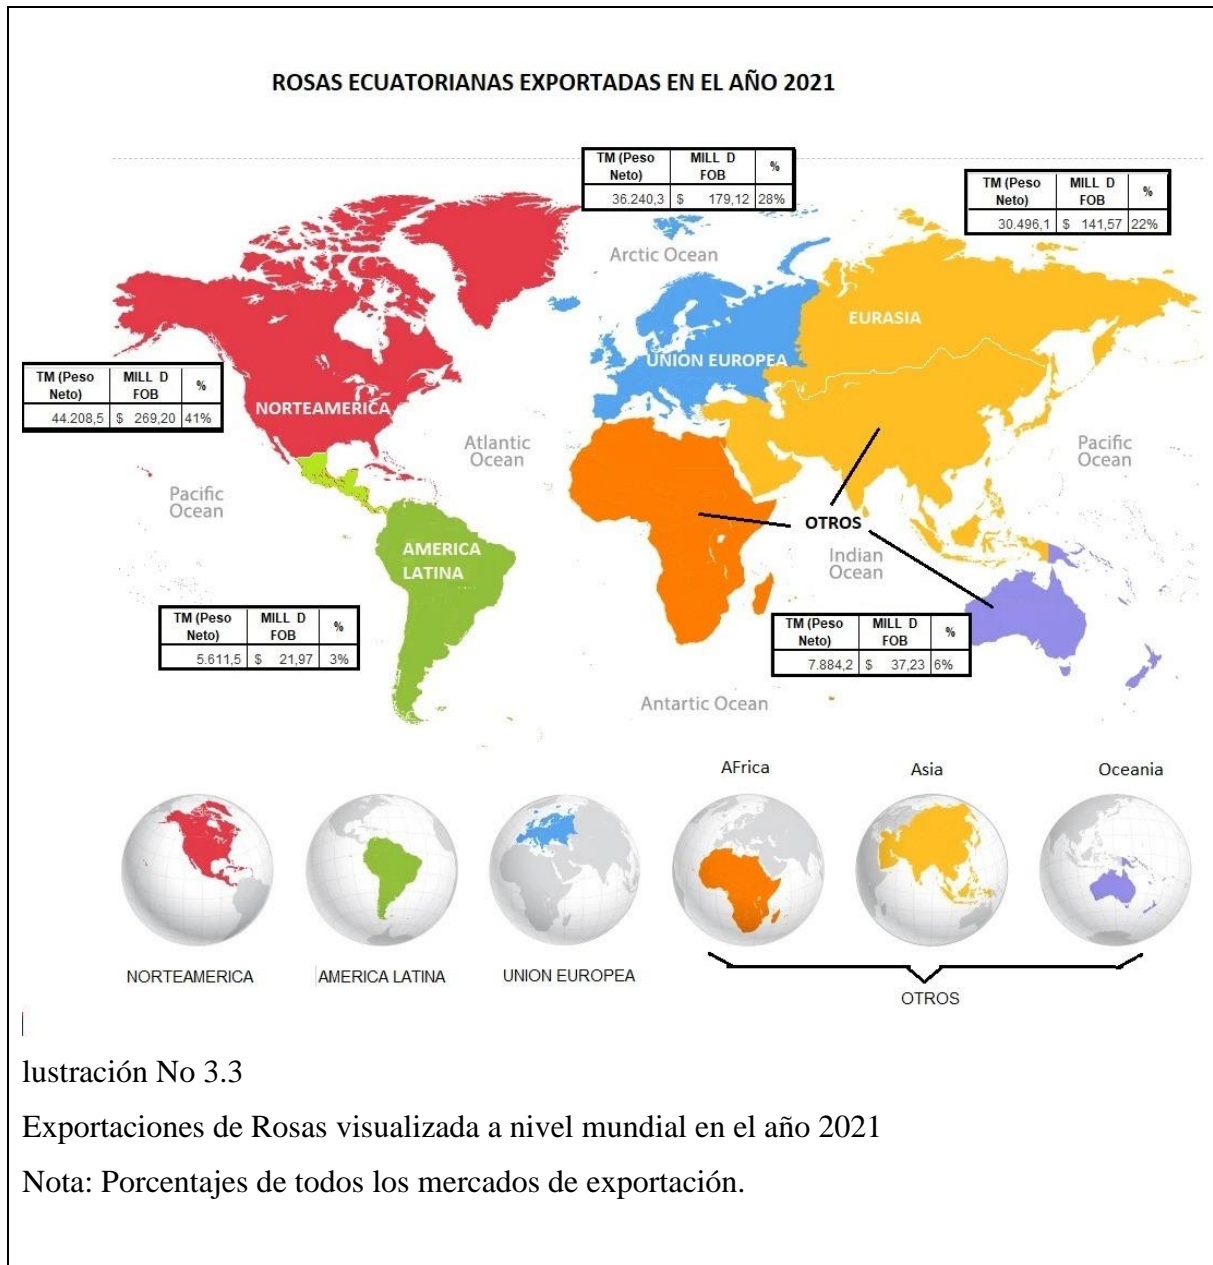 ROSAS ECUATORIANAS EXPORTADAS EN EL AÑO 2021
TM (Peso Neto) MILL D FOB %
36.240,3 $ 179,12 28%
TM (Peso Neto) MILL D FOB %
30.496,1 $ 141,57 22%
Arctic Ocean
EURASIA
UNION EUROPEA
TM (Peso Neto) MILL D FOB %
44.208,5 $ 269,20 41%
NORTEAMERICA
Atlantic Ocean
Pacific Ocean
Pacific Ocean
OTROS
AMERICA LATINA
Indian Ocean
TM (Peso Neto) MILL D FOB %
5.611,5 $ 21,97 3%
TM (Peso Neto) MILL D FOB %
7.884,2 $ 37,23 6%
Antartic Ocean
AFrica Asia Oceania
NORTEAMERICA AMERICA LATINA UNION EUROPEA
OTROS
lustración No 3.3
Exportaciones de Rosas visualizada a nivel mundial en el año 2021
Nota: Porcentajes de todos los mercados de exportación.